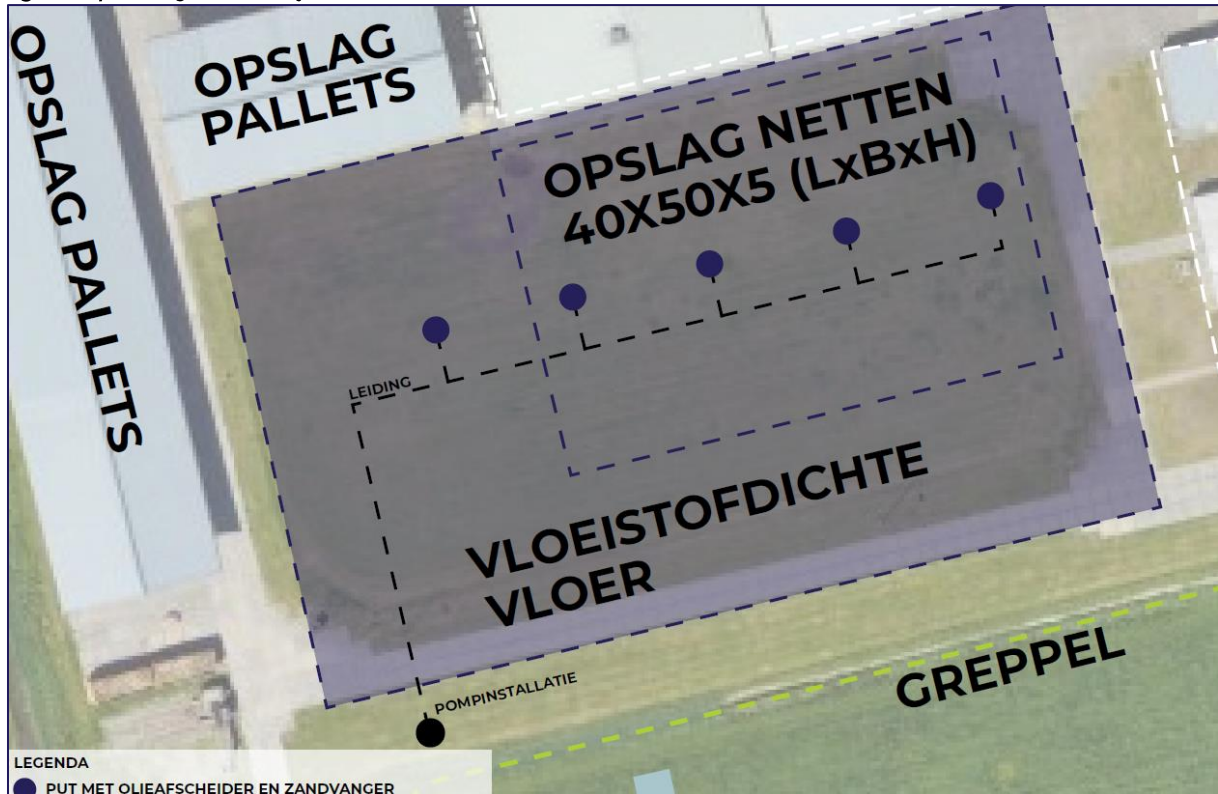 OPSLAG PALLETS
OPSLAG
PALLETS
OPSLAG NETTEN
40X50X5 (LxBxH)
LEIDING
VLOEISTOFDICHTE
VLOER
POMPINSTALLATIE
GREPPEL
LEGENDA
PUT MET OLIEAFSCHEIDER EN ZANDVANGER